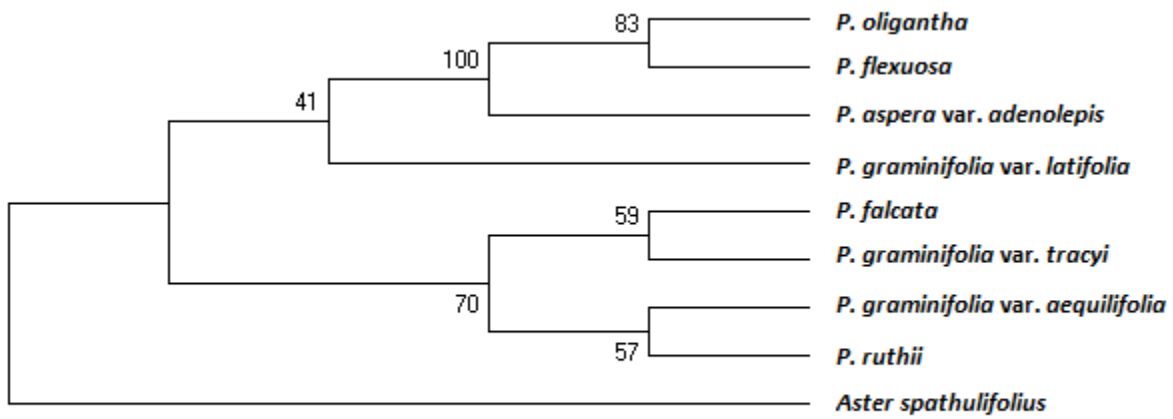 83
P. oligantha
P. flexuosa
100
41
P. aspera var. adenolepis
P. graminifolia var. latifolia
59
P. falcata
P. graminifolia var. tracyi
70
P. graminifolia var. aequilifolia
57
P. ruthii
Aster spathulifolius